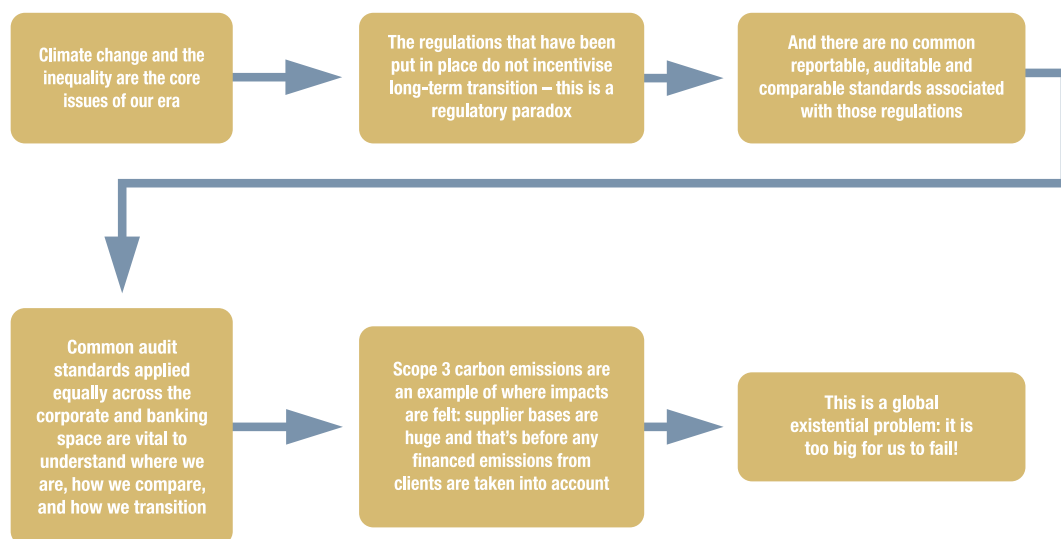 Climate change and the
inequality are the core
issues of our era
The regulations that have been
put in place do not incentivise
long-term transition – this is a
regulatory paradox
And there are no common
reportable, auditable and
comparable standards associated
with those regulations
Common audit
standards applied
equally across the
corporate and banking
space are vital to
understand where we
are, how we compare,
and how we transition
Scope 3 carbon emissions are
an example of where impacts
are felt: supplier bases are
huge and that’s before any
financed emissions from
clients are taken into account
This is a global
existential problem: it is
too big for us to fail!